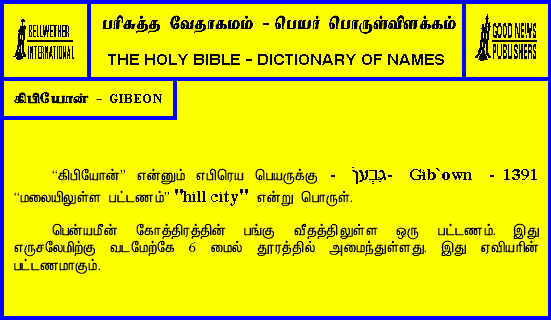 BELLWETHER
INTERNATIONAL
பரிசுத்த வேதாகமம் - பெயர் பொருள்விளக்கம்
THE HOLY BIBLE - DICTIONARY OF NAMES
GOOD NEWS
PUBLISHERS
கிபியோன் - GIBEON
“கிபியோன்” என்னும் எபிரெய பெயருக்கு - גִּבְעוֹן- Gib`own - 1391
“மலையிலுள்ள பட்டணம்” "hill city" என்று பொருள்.
பென்யமீன் கோத்திரத்தின் பங்கு வீதத்திலுள்ள ஒரு பட்டணம். இது
எருசலேமிற்கு வடமேற்கே 6 மைல் தூரத்தில் அமைந்துள்ளது. இது ஏவியரின்
பட்டணமாகும்.